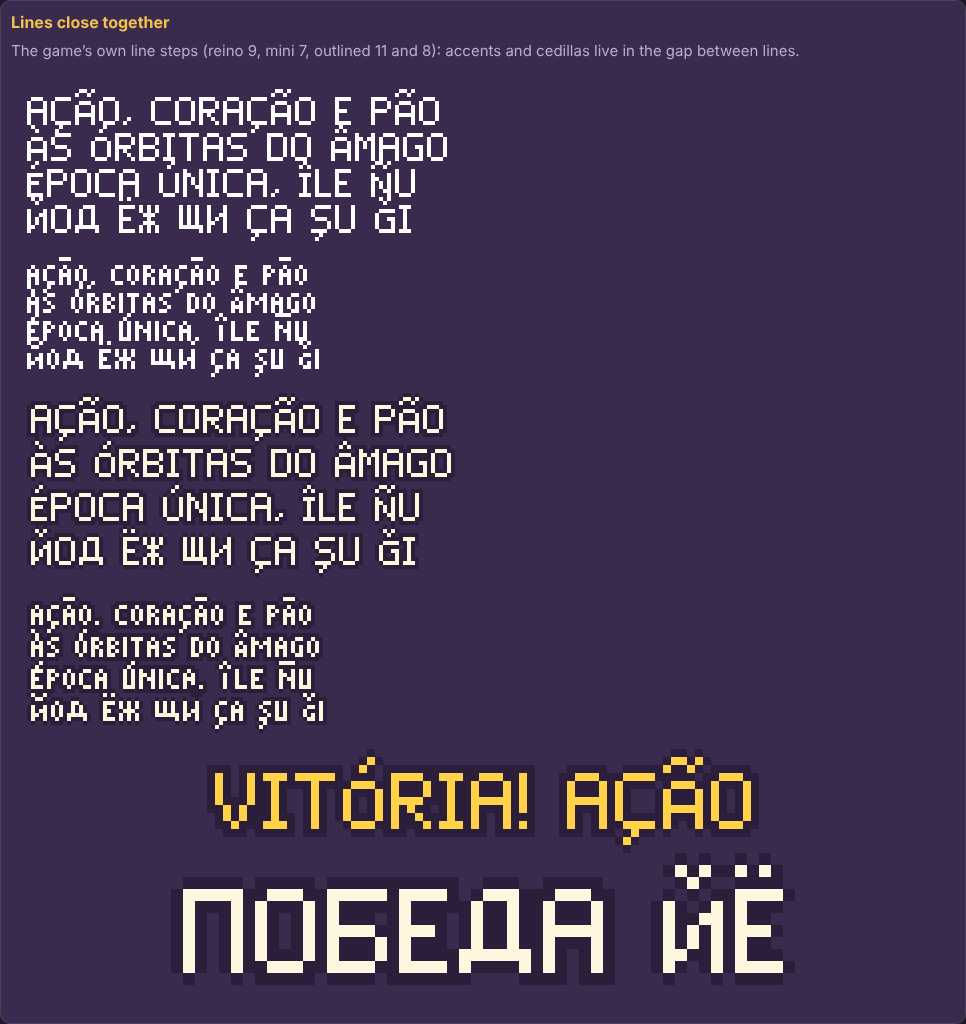 Lines close together
The game's own line steps (reino 9, mini 7, outlined 11 and 8): accents and cedillas live in the gap between lines.
AÇÃO, CORAÇÃO E PÃO
ÀS ÓRBITAS DO ÂMAGO
ÉPOCA ÚNICA, ÎLE ÑU
ЙОД ЁЖ ЩИ ÇA ŞU ĞI
AÇÃO, CORAÇÃO E PÃO
ÀS ÓRBITAS DO ÂMAGO
ÉPOCA ÚNICA, ÎLE ÑU
ЙОД ЁЖ ЩИ ÇA ŞU ĞI
AÇÃO, CORAÇÃO E PÃO
ÀS ÓRBITAS DO ÂMAGO
ÉPOCA ÚNICA, ÎLE ÑU
ЙОД ЁЖ ЩИ ÇA ŞU ĞI
AÇÃO. CORAÇÃO E PÃO
ÀS ÓRBITAS DO ÂMAGO
ÉPOCA ÚNICA. ÎLE ÑU
ЙОД ЁЖ ЩИ ÇA ŞU ĞI
VITÓRIA! AÇÃO
ПОБЕДА ЙЁ